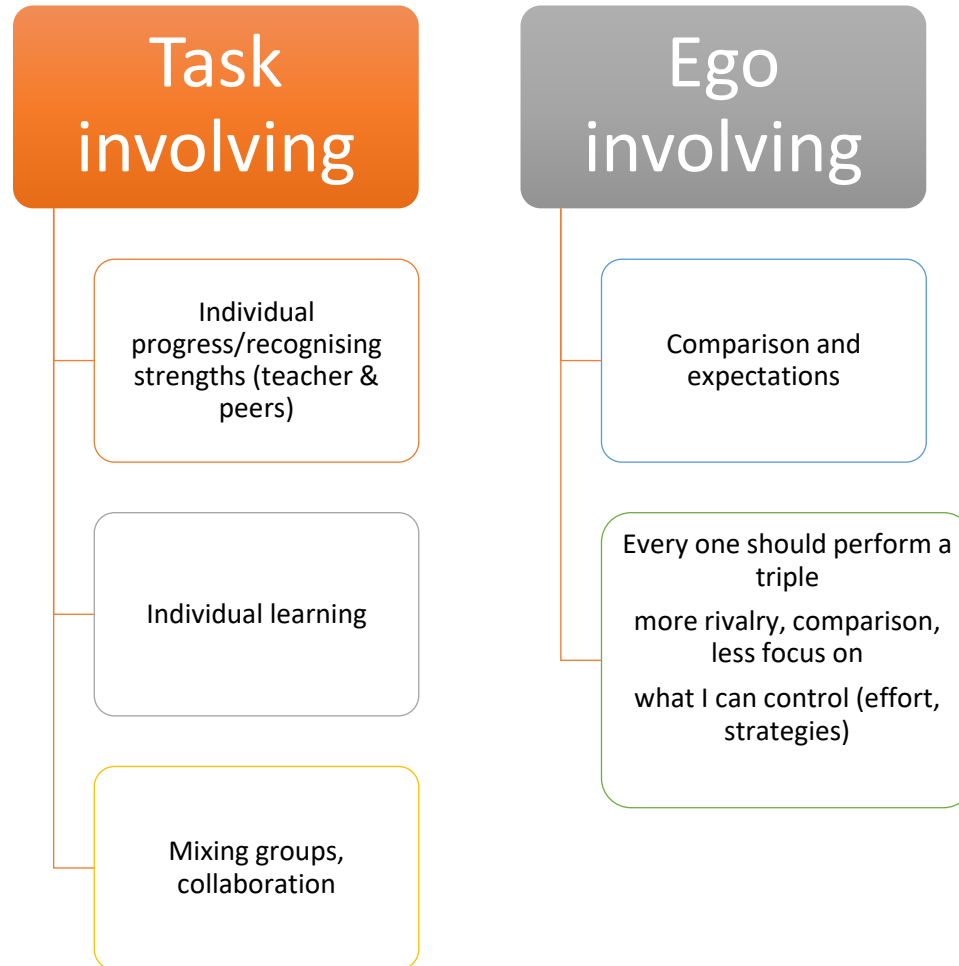 Task
involving
Individual
progress/recognising
strengths (teacher &
peers)
Individual learning
Mixing groups,
collaboration
Ego
involving
Comparison and
expectations
Every one should perform a
triple
more rivalry, comparison,
less focus on
what I can control (effort,
strategies)